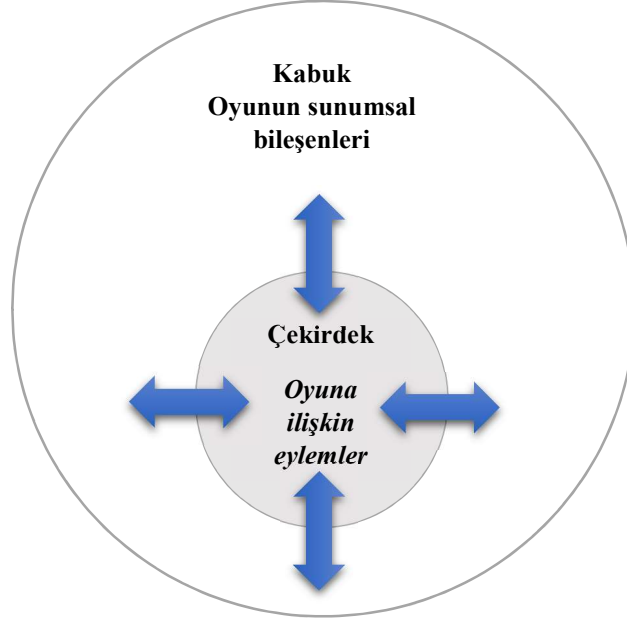 Kabuk
Oyunun sunumsal
bileşenleri
Çekirdek
Oyuna
ilişkin
eylemler